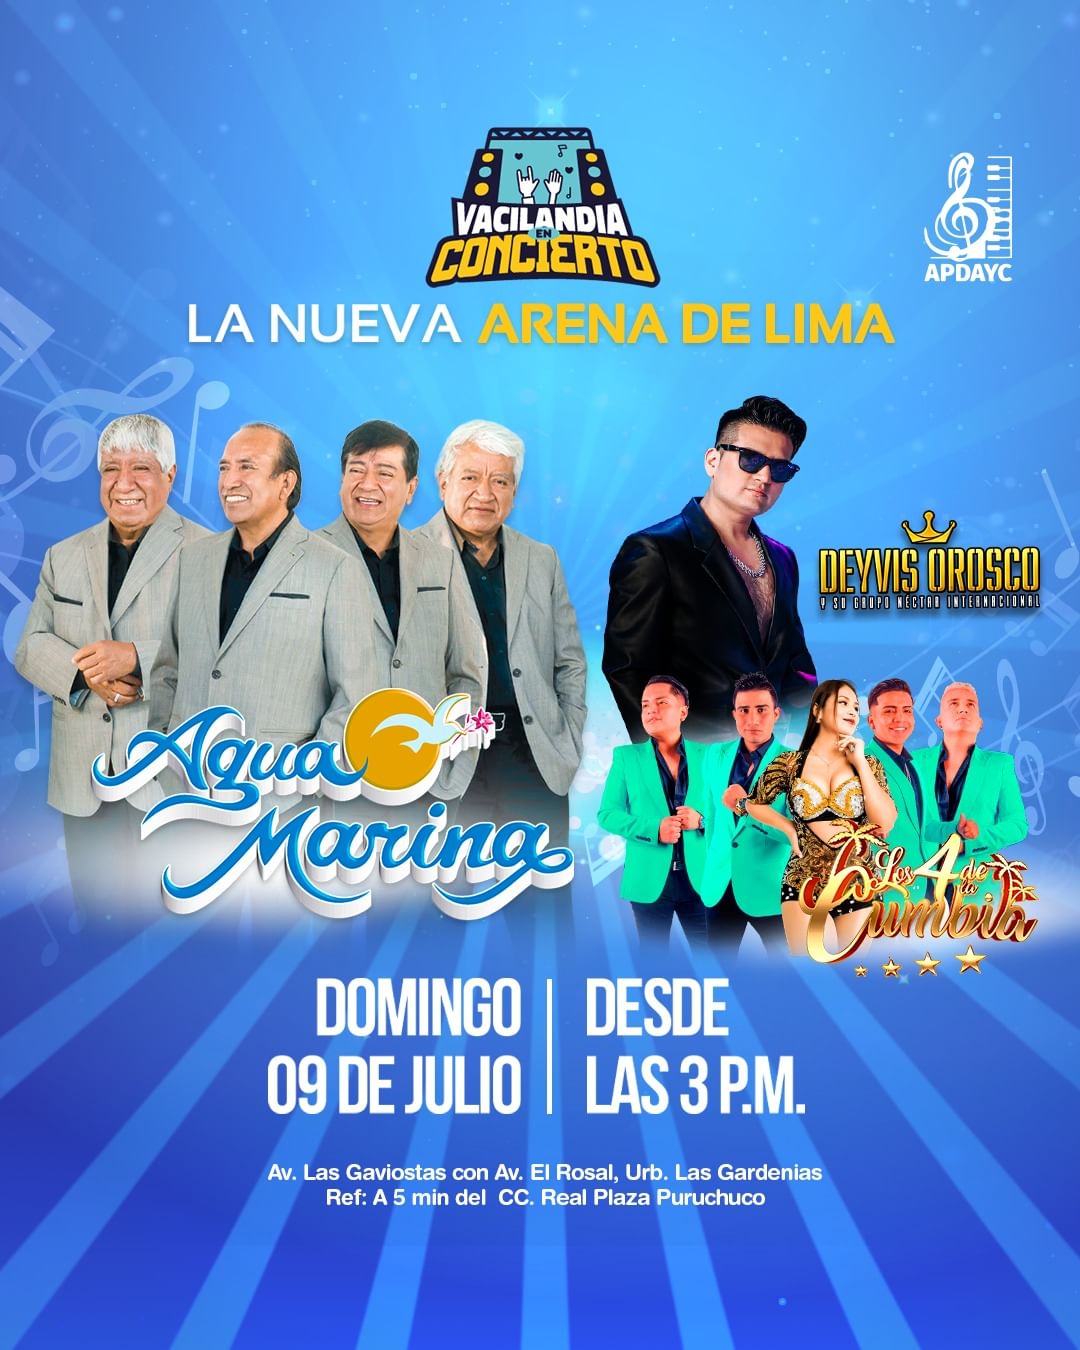 VACILANDIA
EN
CONCIERTO
APDAYC
LA NUEVA ARENA DE LIMA
DEYVIS OROSCO
Y SU GRUPO NÉCTAR INTERNACIONAL
Agua
Marina
Los 4 de
la
Cumbia
DOMINGO
09 DE JULIO
DESDE
LAS 3 P.M.
Av. Las Gaviostas con Av. El Rosal, Urb. Las Gardenias
Ref: A 5 min del CC. Real Plaza Puruchuco